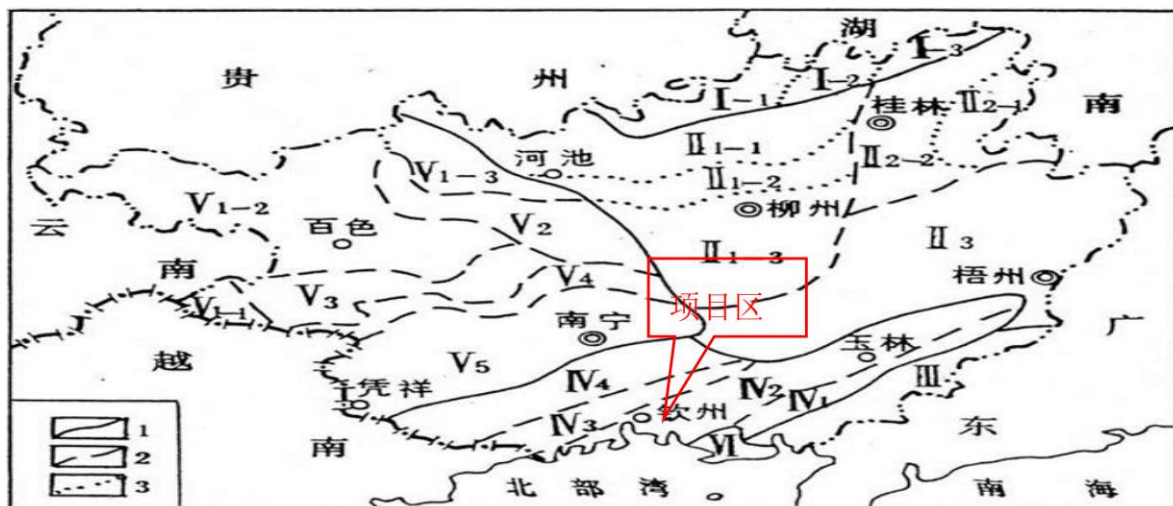 湖
I-3
贵 州
I-2
I-1
桂林
II2-1
南
II1-1
河池
II2-2
V1-3
II1-2
V1-2
柳州
云
百色
V2
II3
II1-3
南
V4
梧州
V3
V1-1
项目区
南宁
广
越
玉林
V5
III
凭祥
IV4
IV2
IV1
钦州
IV3
1
东
VI
南
2
3
北部湾
南海